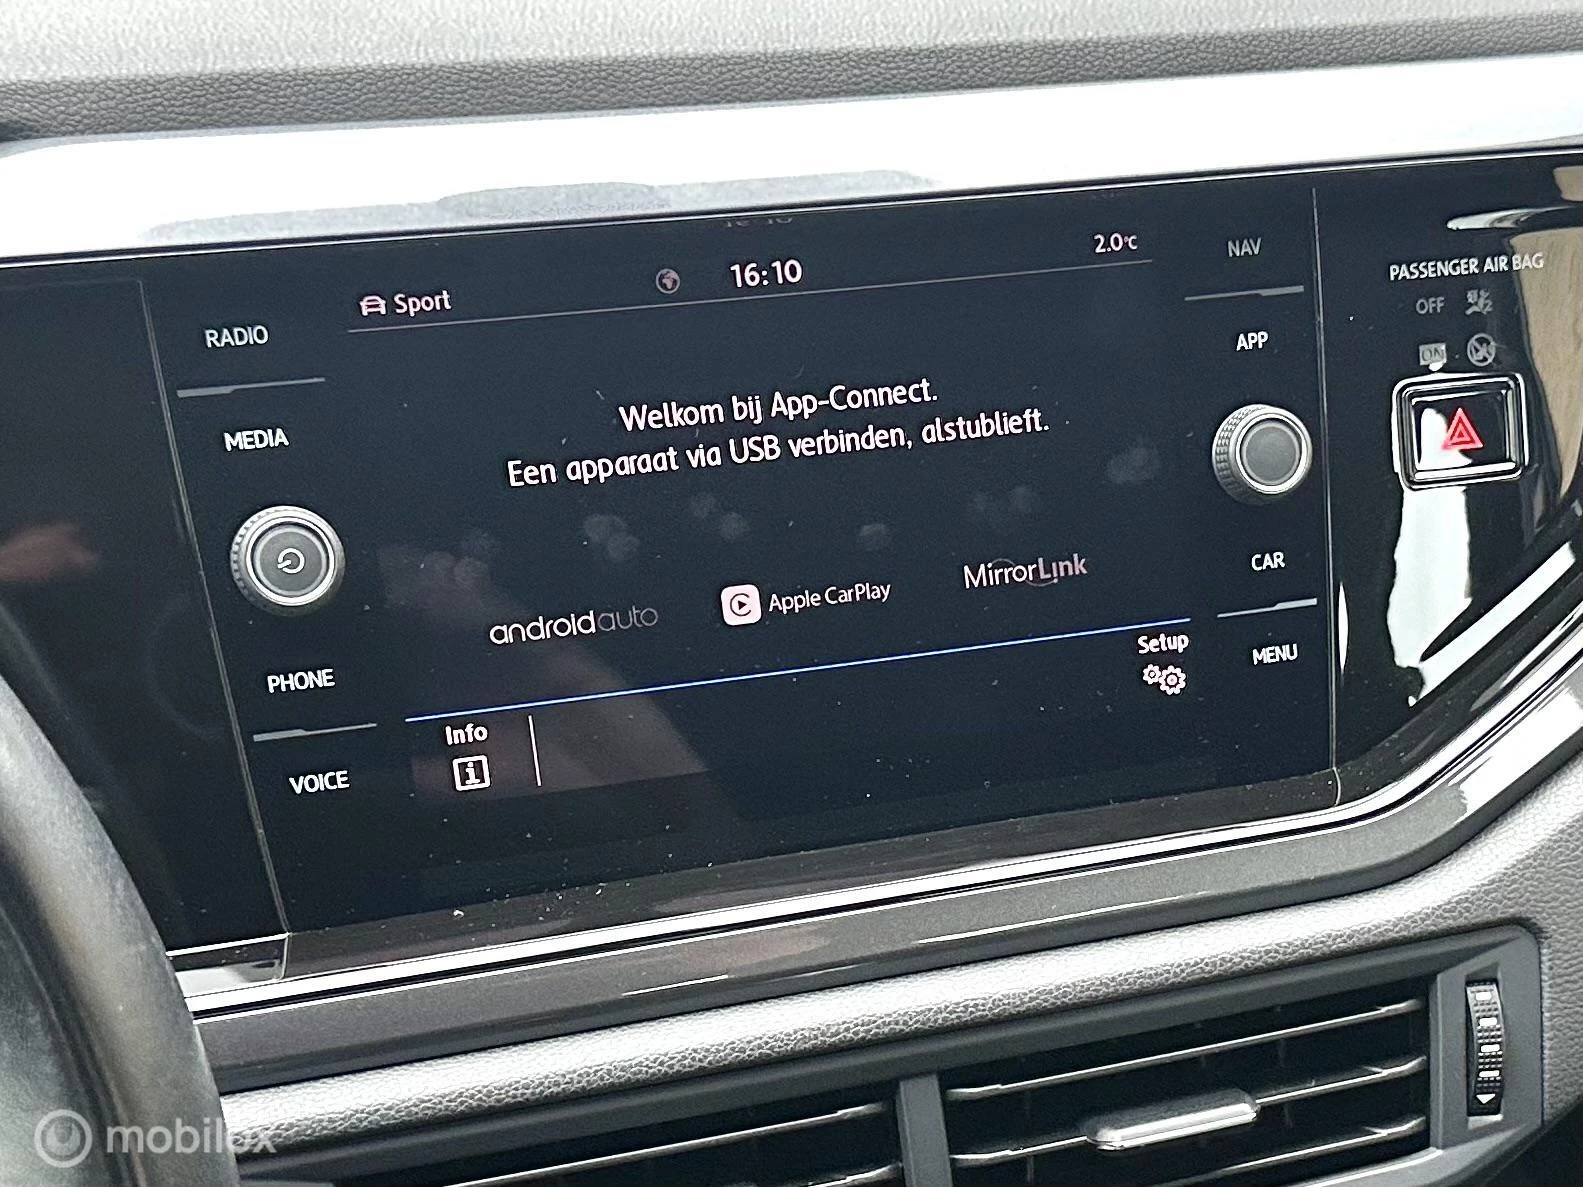 Sport
16:10
2.0°C
NAV
PASSENGER AIR BAG
OFF
ON
RADIO
APP
Welkom bij App-Connect.
Een apparaat via USB verbinden, alstublieft.
MEDIA
androidauto
Apple CarPlay
MirrorLink
CAR
PHONE
Setup
MENU
Info
VOICE
mobilox